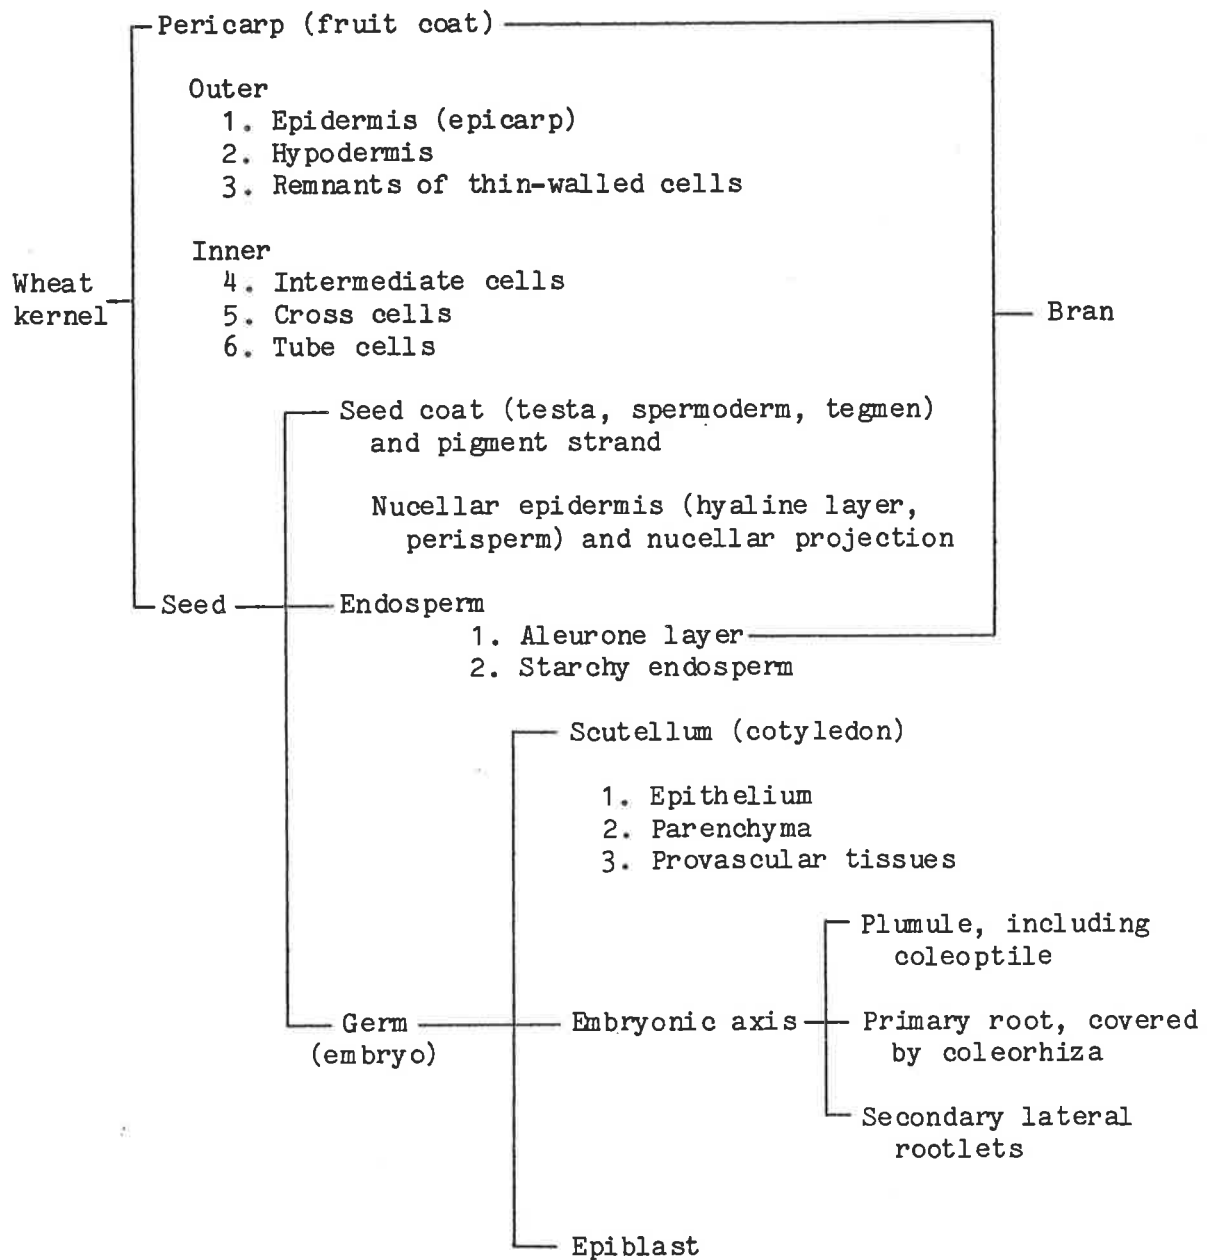 Pericarp (fruit coat)
Outer
1. Epidermis (epicarp)
2. Hypodermis
3. Remnants of thin-walled cells
Inner
4. Intermediate cells
5. Cross cells
6. Tube cells
Wheat
kernel
Bran
Seed coat (testa, spermoderm, tegmen)
and pigment strand
Nucellar epidermis (hyaline layer,
perisperm) and nucellar projection
Seed
Endosperm
1. Aleurone layer
2. Starchy endosperm
Scutellum (cotyledon)
1. Epithelium
2. Parenchyma
3. Provascular tissues
Germ
(embryo)
Embryonic axis
Plumule, including
coleoptile
Primary root, covered
by coleorhiza
Secondary lateral
rootlets
Epiblast